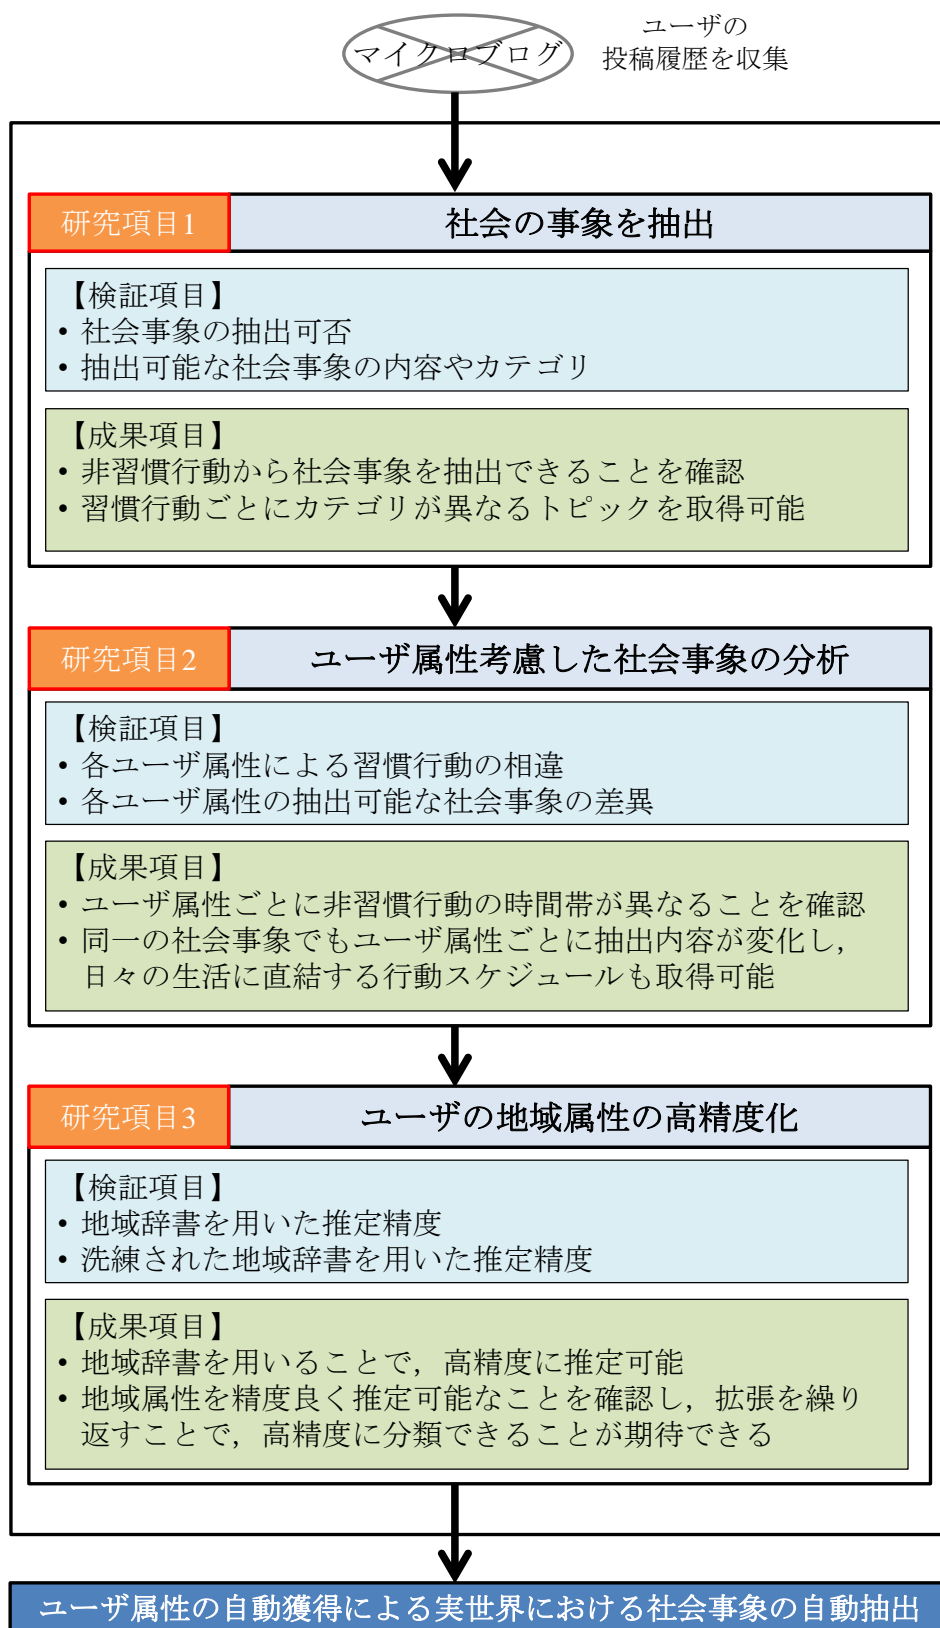 マイクロブログ
ユーザの
投稿履歴を収集
研究項目1
社会の事象を抽出
【検証項目】
• 社会事象の抽出可否
• 抽出可能な社会事象の内容やカテゴリ
【成果項目】
• 非習慣行動から社会事象を抽出できることを確認
• 習慣行動ごとにカテゴリが異なるトピックを取得可能
研究項目2
ユーザ属性考慮した社会事象の分析
【検証項目】
• 各ユーザ属性による習慣行動の相違
• 各ユーザ属性の抽出可能な社会事象の差異
【成果項目】
• ユーザ属性ごとに非習慣行動の時間帯が異なることを確認
• 同一の社会事象でもユーザ属性ごとに抽出内容が変化し，
日々の生活に直結する行動スケジュールも取得可能
研究項目3
ユーザの地域属性の高精度化
【検証項目】
• 地域辞書を用いた推定精度
• 洗練された地域辞書を用いた推定精度
【成果項目】
• 地域辞書を用いることで，高精度に推定可能
• 地域属性を精度良く推定可能なことを確認し，拡張を繰り
返すことで，高精度に分類できることが期待できる
ユーザ属性の自動獲得による実世界における社会事象の自動抽出